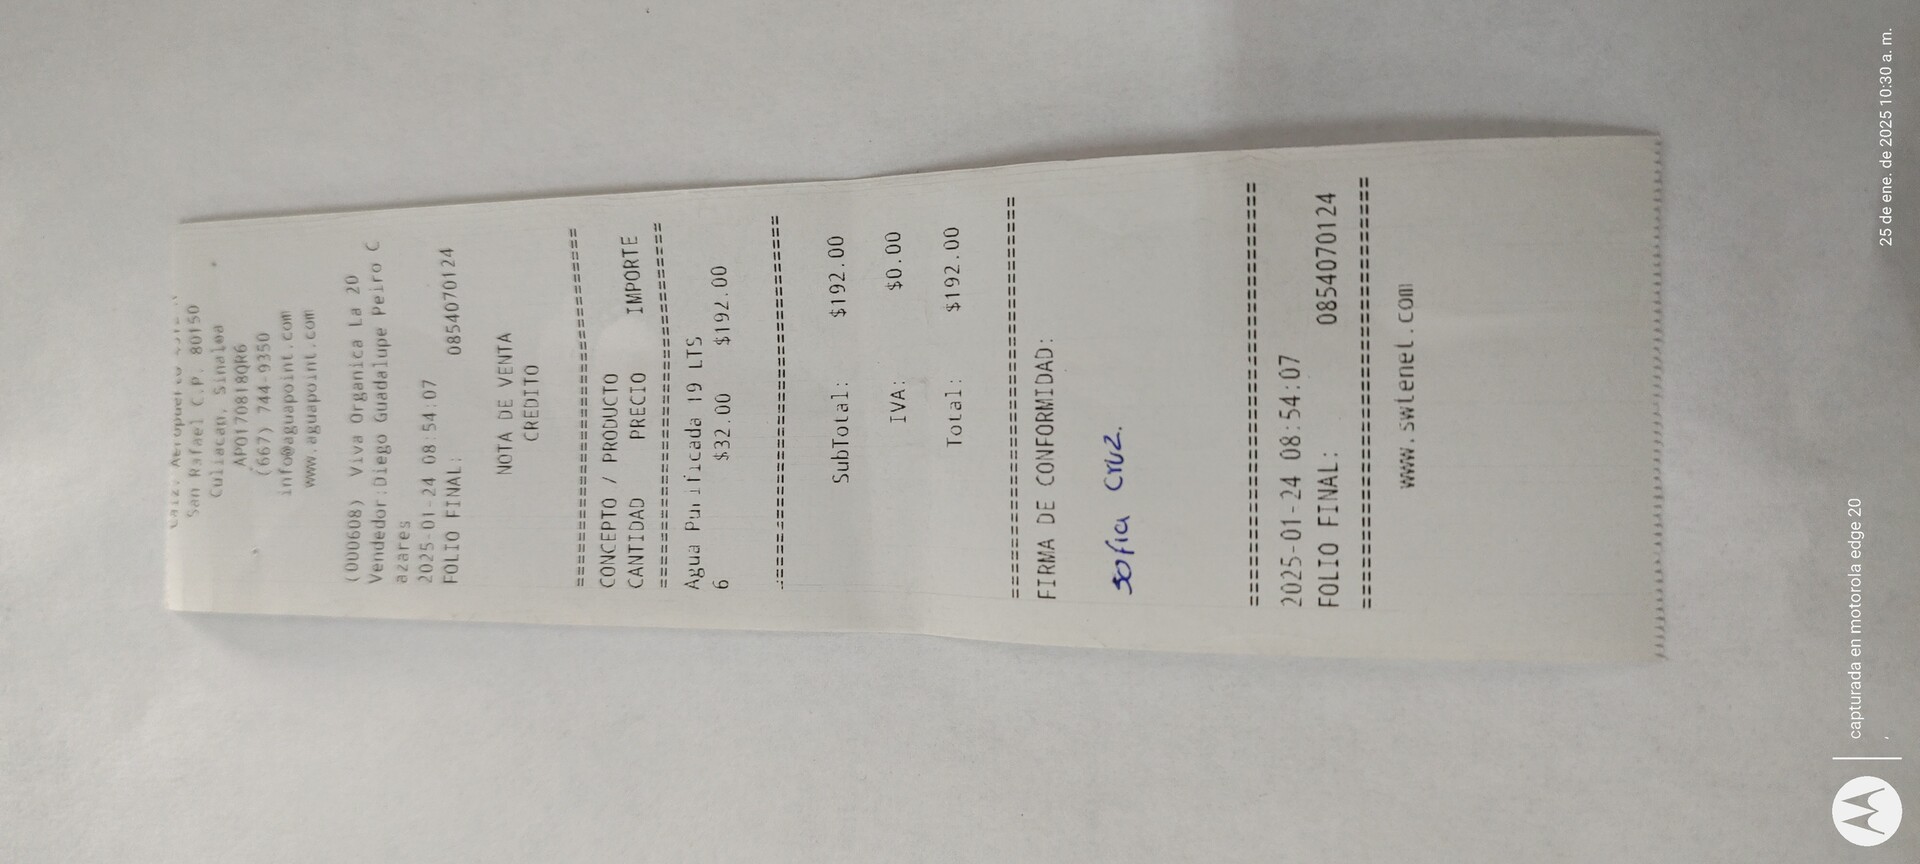 San Rafael C.P. 80150
Culiacan, Sinaloa
APO170818QR6
(667) 744-9350
info@aguapoint.com
www.aguapoint.com
(000608) Viva Organica La 20
Vendedor:Diego Guadalupe Peiro C
azares
2025-01-24 08:54:07
FOLIO FINAL: 0854070124
NOTA DE VENTA
CREDITO
================================
CONCEPTO / PRODUCTO
CANTIDAD PRECIO IMPORTE
================================
Agua Purificada 19 LTS
6 $32.00 $192.00
================================
SubTotal: $192.00
IVA: $0.00
Total: $192.00
================================
FIRMA DE CONFORMIDAD:
Sofia Cruz.
================================
2025-01-24 08:54:07
FOLIO FINAL: 0854070124
================================
www.swienet.com
capturada en motorola edge 20
25 de ene. de 2025 10:30 a. m.